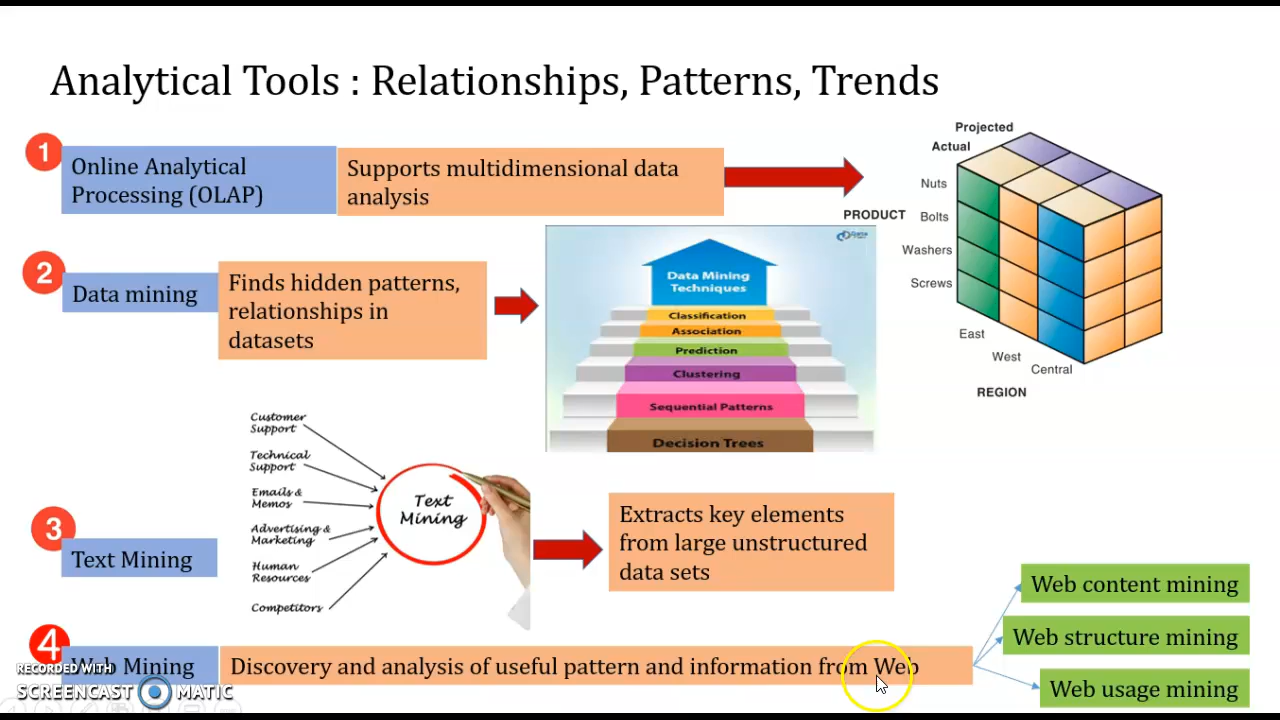 Analytical Tools : Relationships, Patterns, Trends
1
Online Analytical
Processing (OLAP)
Supports multidimensional data
analysis
Projected
Actual
PRODUCT
Nuts
Bolts
Washers
Screws
East
West
Central
REGION
2
Data mining
Finds hidden patterns,
relationships in
datasets
Data Mining
Techniques
Classification
Association
Prediction
Clustering
Sequential Patterns
Decision Trees
3
Text Mining
Customer
Support
Technical
Support
Emails &
Memos
Advertising &
Marketing
Human
Resources
Competitors
Text
Mining
Extracts key elements
from large unstructured
data sets
4
Web Mining
Discovery and analysis of useful pattern and information from Web
Web content mining
Web structure mining
Web usage mining
RECORDED WITH
SCREENCAST MATIC